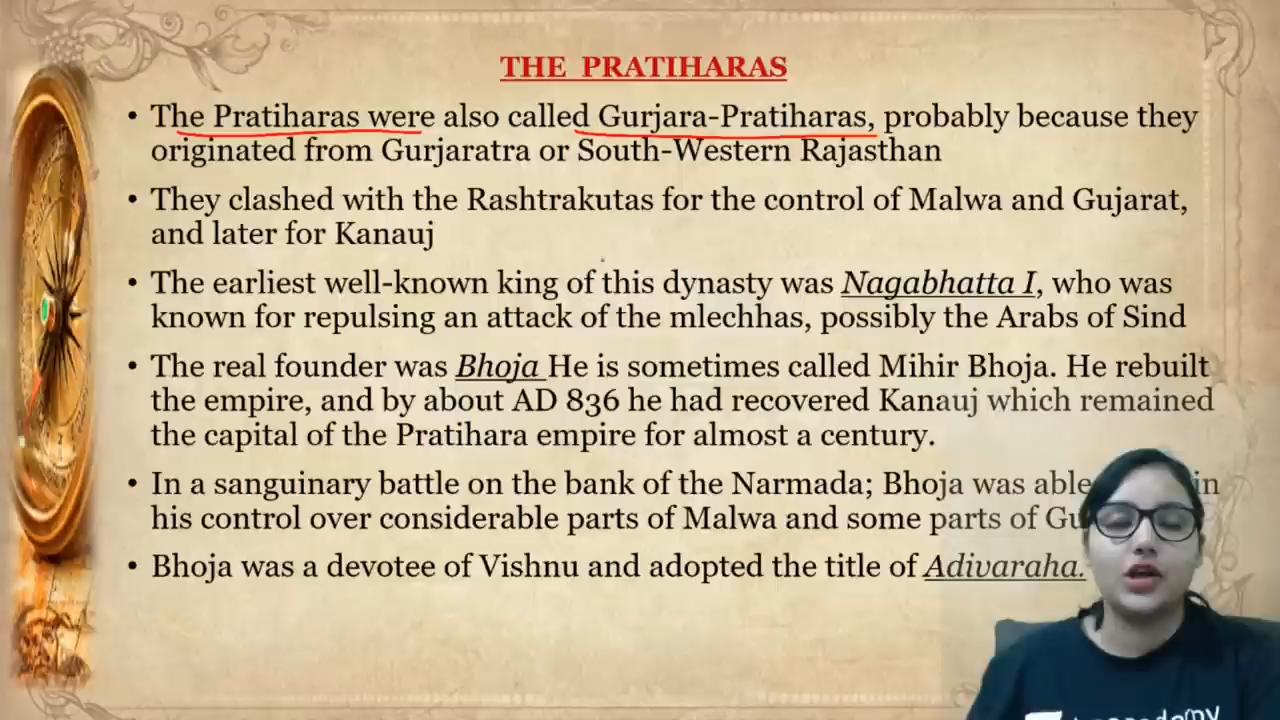 THE PRATIHARAS
• The Pratiharas were also called Gurjara-Pratiharas, probably because they
originated from Gurjaratra or South-Western Rajasthan
• They clashed with the Rashtrakutas for the control of Malwa and Gujarat,
and later for Kanauj
• The earliest well-known king of this dynasty was Nagabhatta I, who was
known for repulsing an attack of the mlechhas, possibly the Arabs of Sind
• The real founder was Bhoja He is sometimes called Mihir Bhoja. He rebuilt
the empire, and by about AD 836 he had recovered Kanauj which remained
the capital of the Pratihara empire for almost a century.
• In a sanguinary battle on the bank of the Narmada; Bhoja was able
his control over considerable parts of Malwa and some parts of
• Bhoja was a devotee of Vishnu and adopted the title of Adivaraha.